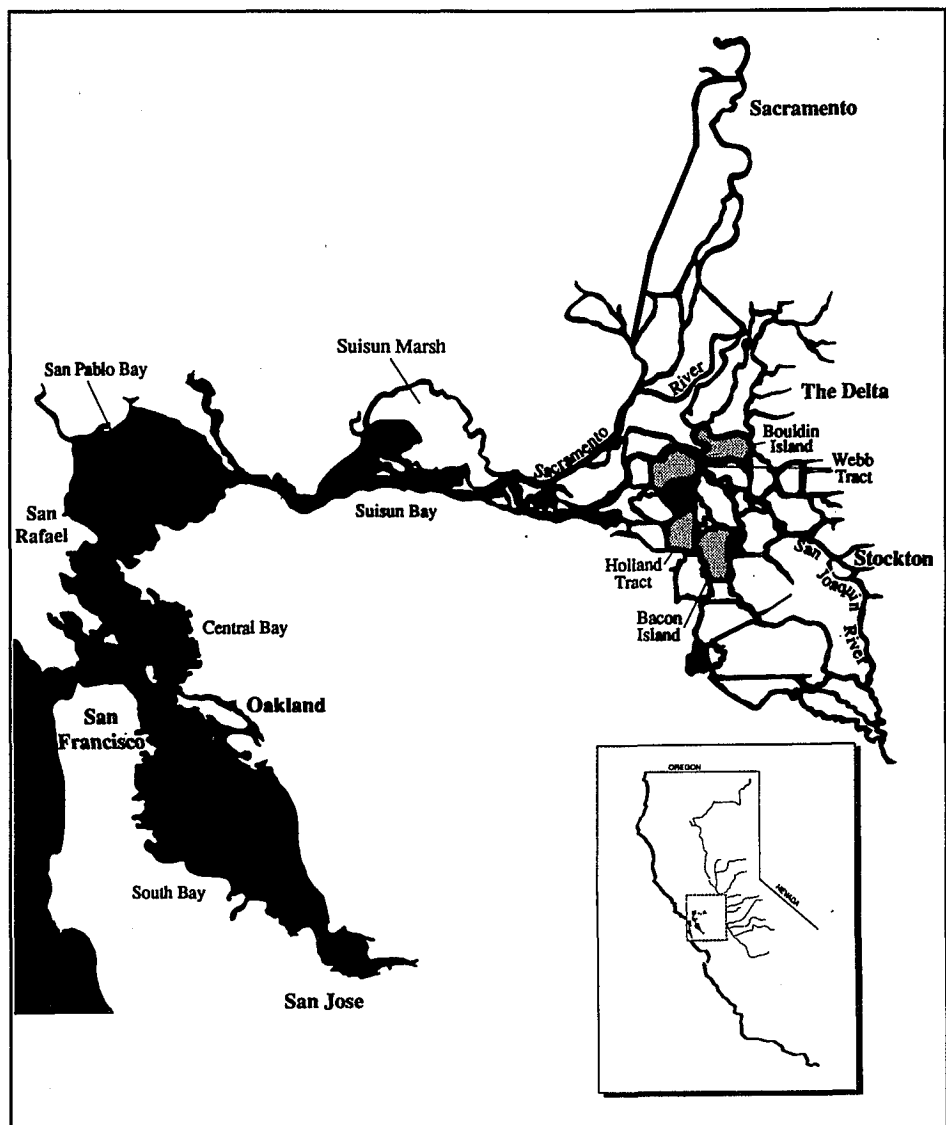 Sacramento
Suisun Marsh
San Pablo Bay
River
The Delta
Bouldin
Island
Webb
Tract
Sacramento
Suisun Bay
San
Rafael
Holland
Tract
Stockton
San Joaquin River
Bacon
Island
Central Bay
Oakland
San
Francisco
South Bay
San Jose
OREGON
NEVADA